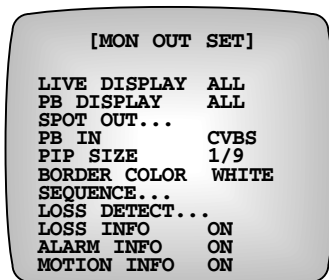 [MON OUT SET]
LIVE DISPLAY ALL
PB DISPLAY ALL
SPOT OUT...
PB IN CVBS
PIP SIZE 1/9
BORDER COLOR WHITE
SEQUENCE...
LOSS DETECT...
LOSS INFO ON
ALARM INFO ON
MOTION INFO ON